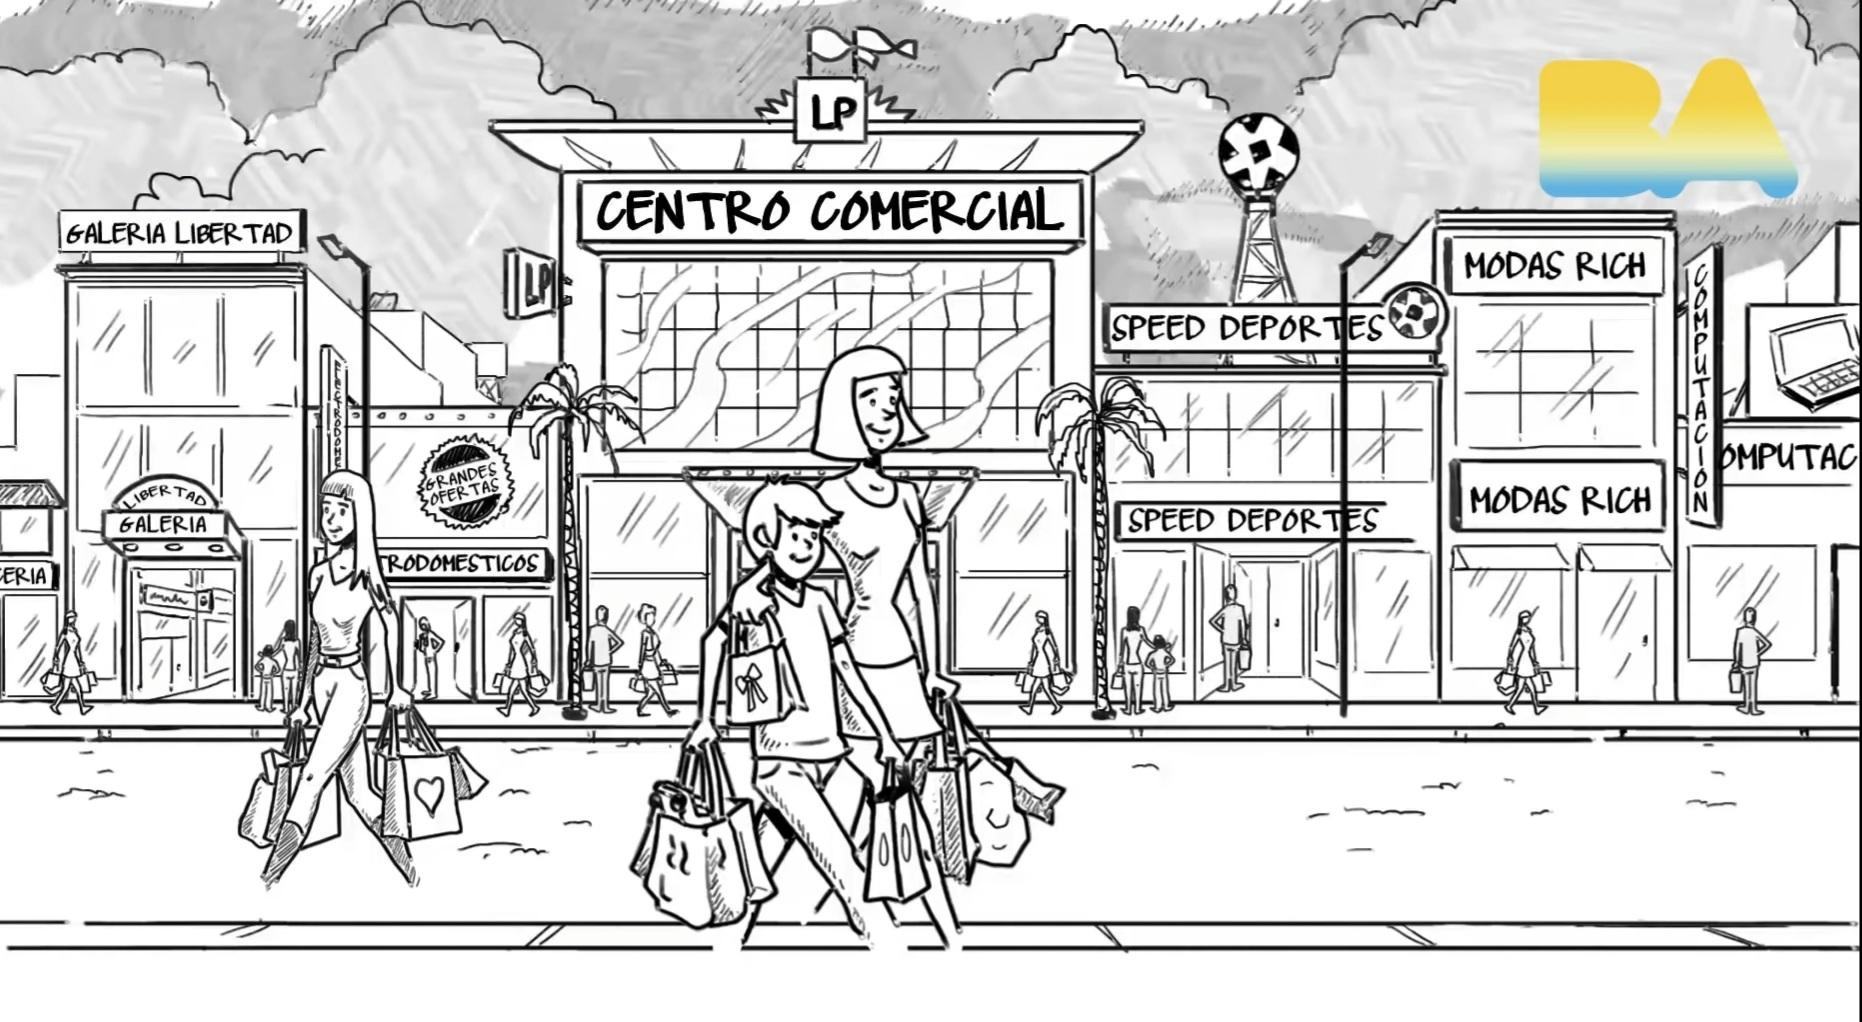 BA
LP
CENTRO COMERCIAL
GALERIA LIBERTAD
LP
MODAS RICH
COMPUTACION
SPEED DEPORTES
GRANDES
OFERTAS
OMPUTAC
LIBERTAD
GALERIA
MODAS RICH
SPEED DEPORTES
TRODOMESTICOS
CERIA